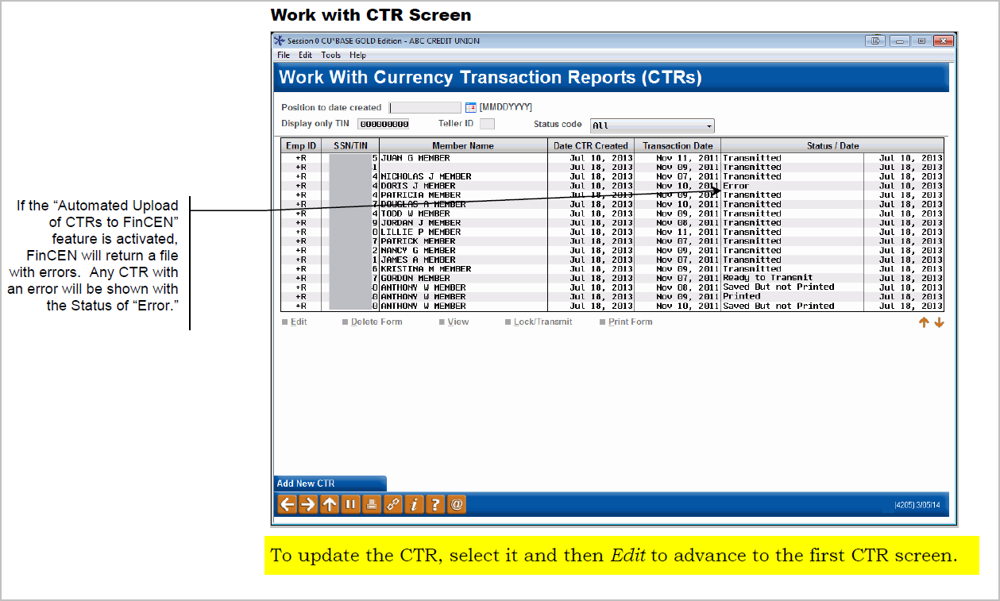 Work with CTR Screen
Session 0 CU*BASE GOLD Edition - ABC CREDIT UNION
File Edit Tools Help
Work With Currency Transaction Reports (CTRs)
Position to date created [MMDDYYYY]
Display only TIN 000000000 Teller ID Status code All
Emp ID SSN/TIN Member Name Date CTR Created Transaction Date Status / Date
+R 5 JUAN G MEMBER Jul 18, 2013 Nov 11, 2011 Transmitted Jul 18, 2013
+R 1 Jul 18, 2013 Nov 09, 2011 Transmitted Jul 18, 2013
+R 4 NICHOLAS J MEMBER Jul 18, 2013 Nov 07, 2011 Transmitted Jul 18, 2013
+R 4 DORIS J MEMBER Jul 18, 2013 Nov 10, 2011 Error Jul 18, 2013
+R 4 PATRICIA MEMBER Jul 18, 2013 Nov 09, 2011 Transmitted Jul 18, 2013
+R 7 DOUGLAS A MEMBER Jul 18, 2013 Nov 10, 2011 Transmitted Jul 18, 2013
+R 4 TODD W MEMBER Jul 18, 2013 Nov 09, 2011 Transmitted Jul 18, 2013
+R 9 JORDAN J MEMBER Jul 18, 2013 Nov 08, 2011 Transmitted Jul 18, 2013
+R 0 LILLIE P MEMBER Jul 18, 2013 Nov 11, 2011 Transmitted Jul 18, 2013
+R 7 PATRICK MEMBER Jul 18, 2013 Nov 07, 2011 Transmitted Jul 18, 2013
+R 2 NANCY G MEMBER Jul 18, 2013 Nov 09, 2011 Transmitted Jul 18, 2013
+R 1 JAMES A MEMBER Jul 18, 2013 Nov 07, 2011 Transmitted Jul 18, 2013
+R 6 KRISTINA M MEMBER Jul 18, 2013 Nov 09, 2011 Transmitted Jul 18, 2013
+R 7 GORDON MEMBER Jul 18, 2013 Nov 07, 2011 Ready to Transmit Jul 18, 2013
+R 0 ANTHONY W MEMBER Jul 18, 2013 Nov 08, 2011 Saved But not Printed Jul 18, 2013
+R 0 ANTHONY W MEMBER Jul 18, 2013 Nov 09, 2011 Printed Jul 18, 2013
+R 0 ANTHONY W MEMBER Jul 18, 2013 Nov 10, 2011 Saved But not Printed Jul 18, 2013
Edit Delete Form View Lock/Transmit Print Form
If the “Automated Upload
of CTRs to FinCEN”
feature is activated,
FinCEN will return a file
with errors. Any CTR with
an error will be shown with
the Status of “Error.”
Add New CTR
(4205) 3/05/14
To update the CTR, select it and then Edit to advance to the first CTR screen.